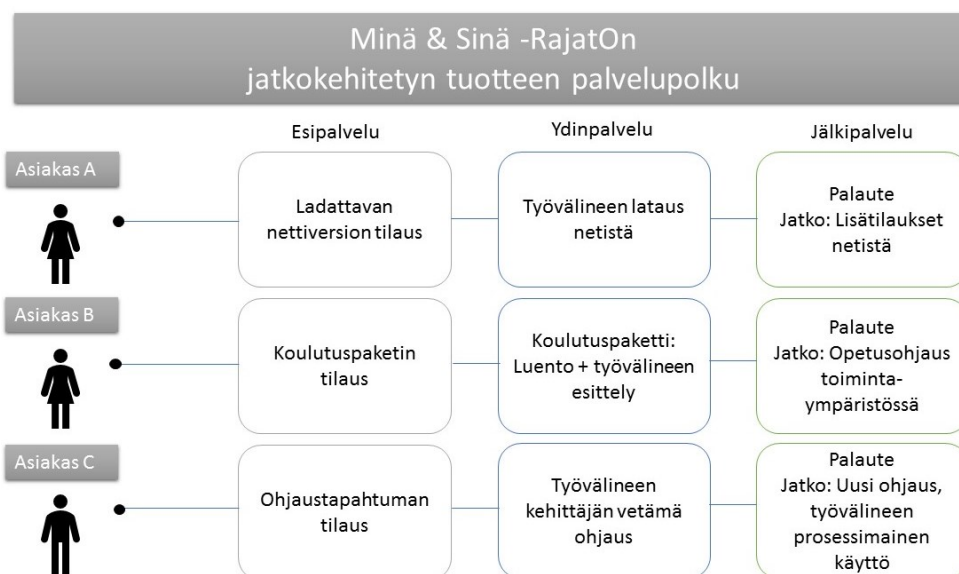 Minä & Sinä -RajatOn
jatkokehitetyn tuotteen palvelupolku
Esipalvelu
Ydinpalvelu
Jälkipalvelu
Asiakas A
Ladattavan
nettiversion tilaus
Työvälineen lataus
netistä
Palaute
Jatko: Lisätilaukset
netistä
Asiakas B
Koulutuspaketin
tilaus
Koulutuspaketti:
Luento + työvälineen
esittely
Palaute
Jatko: Opetusohjaus
toiminta-
ympäristössä
Asiakas C
Ohjaustapahtuman
tilaus
Työvälineen
kehittäjän vetämä
ohjaus
Palaute
Jatko: Uusi ohjaus,
työvälineen
prosessimainen
käyttö